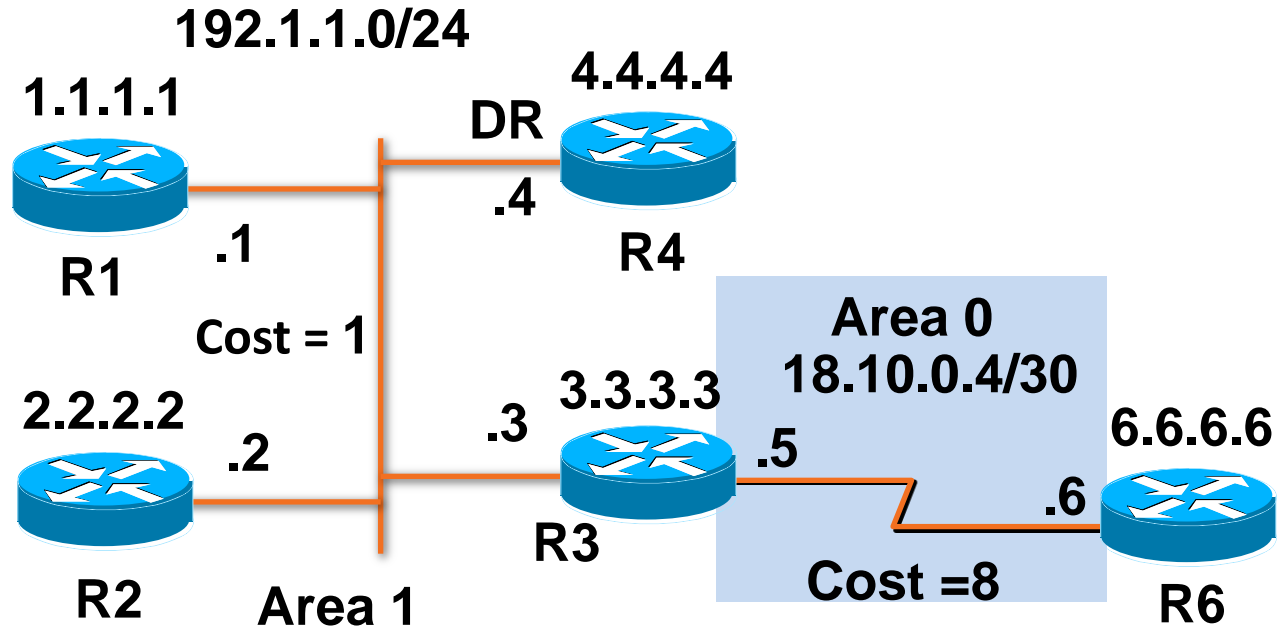 192.1.1.0/24
1.1.1.1
4.4.4.4
DR
.4
.1
R1
R4
Cost = 1
Area 0
18.10.0.4/30
2.2.2.2
3.3.3.3
6.6.6.6
.2
.3
.5
.6
R3
R2
Area 1
Cost =8
R6